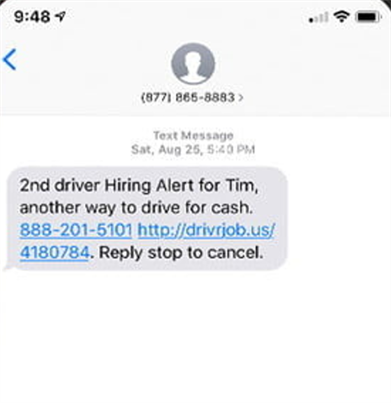 9:48
(877) 865-8883 >
Text Message
Sat, Aug 25, 5:40 PM
2nd driver Hiring Alert for Tim,
another way to drive for cash.
888-201-5101 http://drivrjob.us/
4180784. Reply stop to cancel.